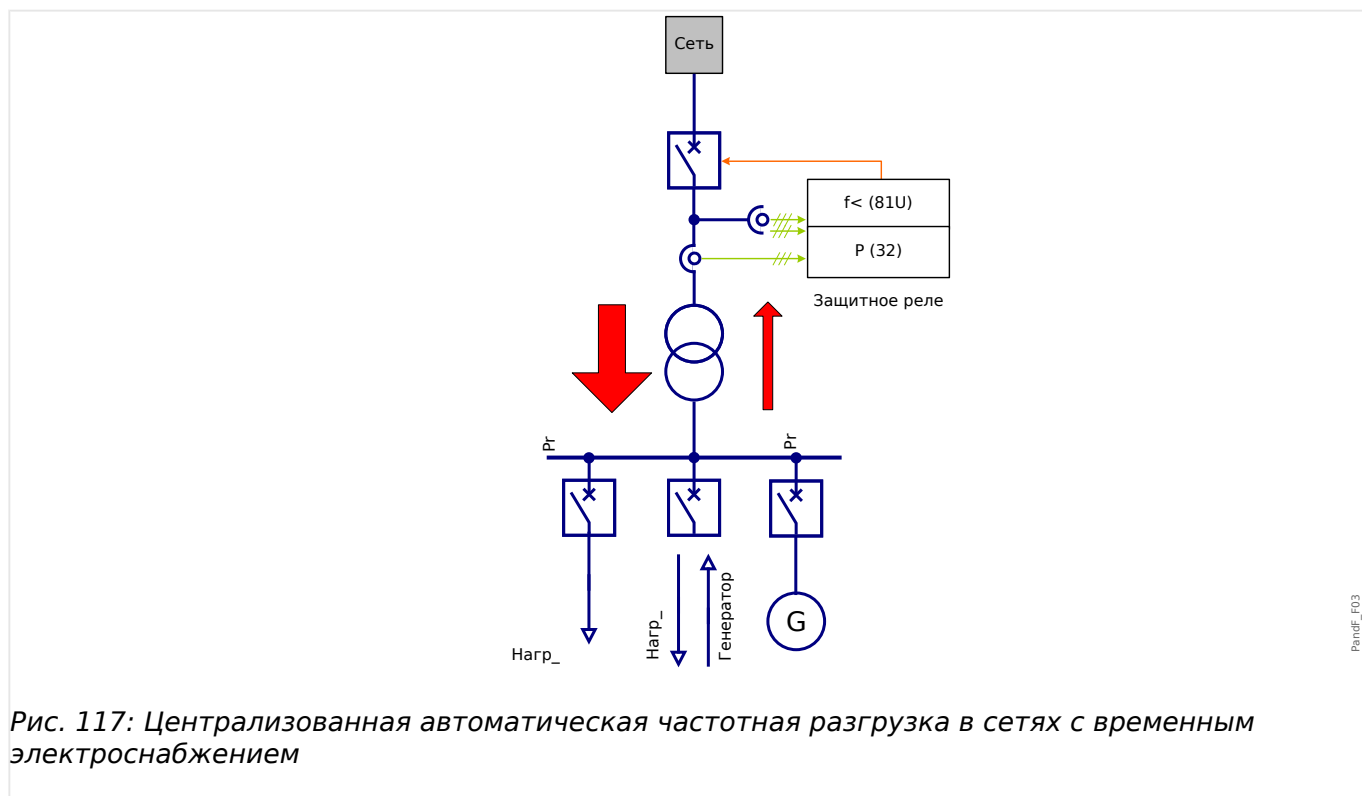 Сеть
f< (81U)
P (32)
Защитное реле
Pr
Pr
Нагр_
Нагр_
Генератор
G
PandF_F03
Рис. 117: Централизованная автоматическая частотная разгрузка в сетях с временным
электроснабжением